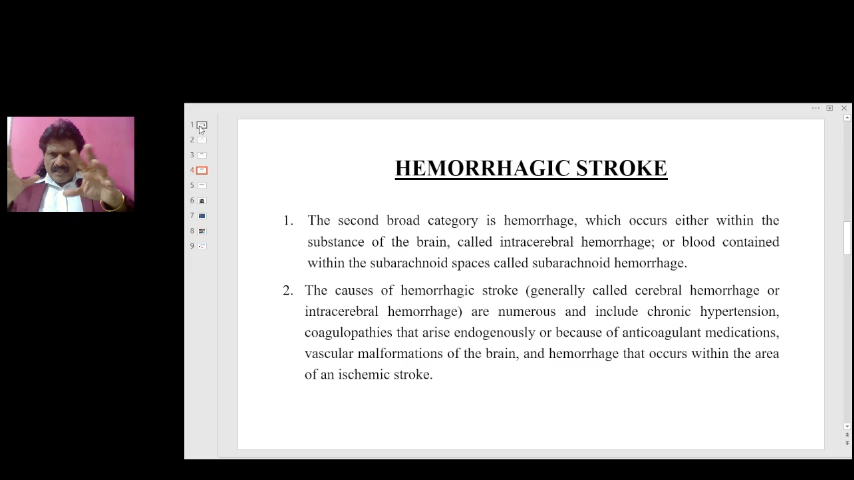 HEMORRHAGIC STROKE
1. The second broad category is hemorrhage, which occurs either within the
substance of the brain, called intracerebral hemorrhage; or blood contained
within the subarachnoid spaces called subarachnoid hemorrhage.
2. The causes of hemorrhagic stroke (generally called cerebral hemorrhage or
intracerebral hemorrhage) are numerous and include chronic hypertension,
coagulopathies that arise endogenously or because of anticoagulant medications,
vascular malformations of the brain, and hemorrhage that occurs within the area
of an ischemic stroke.
1
2
3
4
5
6
7
8
9